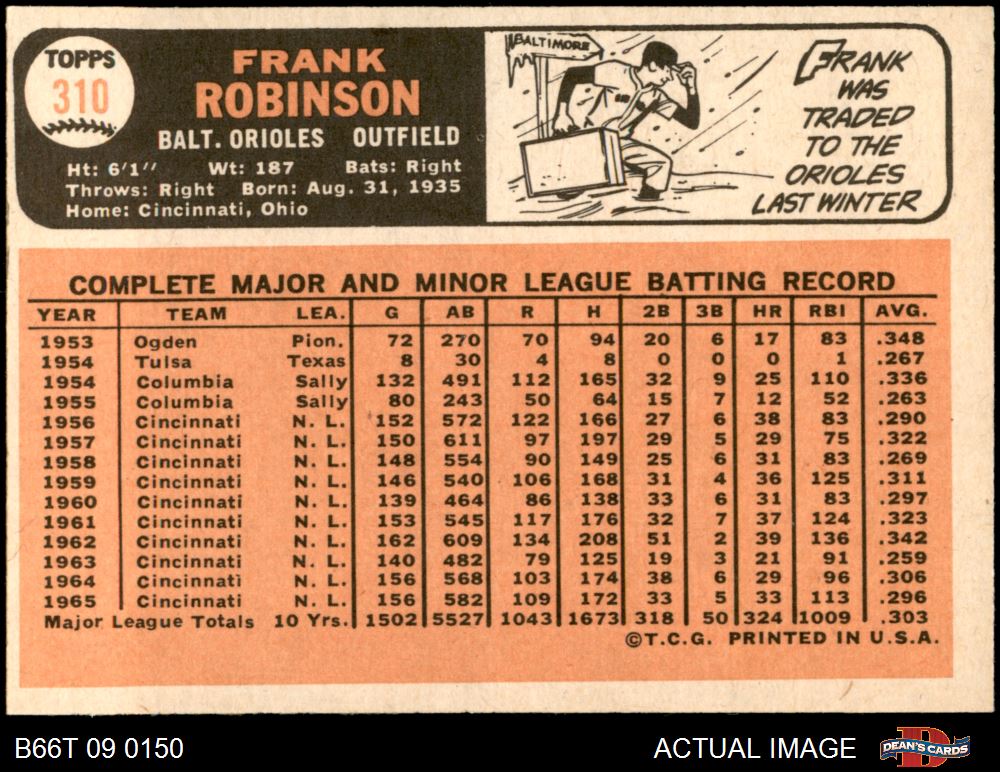 TOPPS
310
FRANK
ROBINSON
BALT. ORIOLES OUTFIELD
Ht: 6'1" Wt: 187 Bats: Right
Throws: Right Born: Aug. 31, 1935
Home: Cincinnati, Ohio
BALTIMORE
FRANK
WAS
TRADED
TO THE
ORIOLES
LAST WINTER
COMPLETE MAJOR AND MINOR LEAGUE BATTING RECORD
YEAR TEAM LEA. G AB R H 2B 3B HR RBI AVG.
1953 Ogden Pion. 72 270 70 94 20 6 17 83 .348
1954 Tulsa Texas 8 30 4 8 0 0 0 1 .267
1954 Columbia Sally 132 491 112 165 32 9 25 110 .336
1955 Columbia Sally 80 243 50 64 15 7 12 52 .263
1956 Cincinnati N. L. 152 572 122 166 27 6 38 83 .290
1957 Cincinnati N. L. 150 611 97 197 29 5 29 75 .322
1958 Cincinnati N. L. 148 554 90 149 25 6 31 83 .269
1959 Cincinnati N. L. 146 540 106 168 31 4 36 125 .311
1960 Cincinnati N. L. 139 464 86 138 33 6 31 83 .297
1961 Cincinnati N. L. 153 545 117 176 32 7 37 124 .323
1962 Cincinnati N. L. 162 609 134 208 51 2 39 136 .342
1963 Cincinnati N. L. 140 482 79 125 19 3 21 91 .259
1964 Cincinnati N. L. 156 568 103 174 38 6 29 96 .306
1965 Cincinnati N. L. 156 582 109 172 33 5 33 113 .296
Major League Totals 10 Yrs. 1502 5527 1043 1673 318 50 324 1009 .303
©T.C.G. PRINTED IN U.S.A.
B66T 09 0150
ACTUAL IMAGE
DEAN'S CARDS